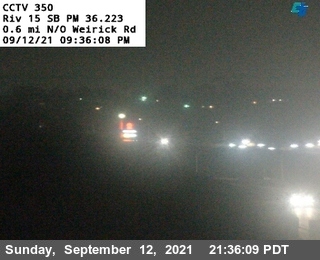 CCTV 350
Riv 15 SB PM 36.223
0.6 mi N/O Weirick Rd
09/12/21 09:36:08 PM
Sunday, September 12, 2021 21:36:09 PDT